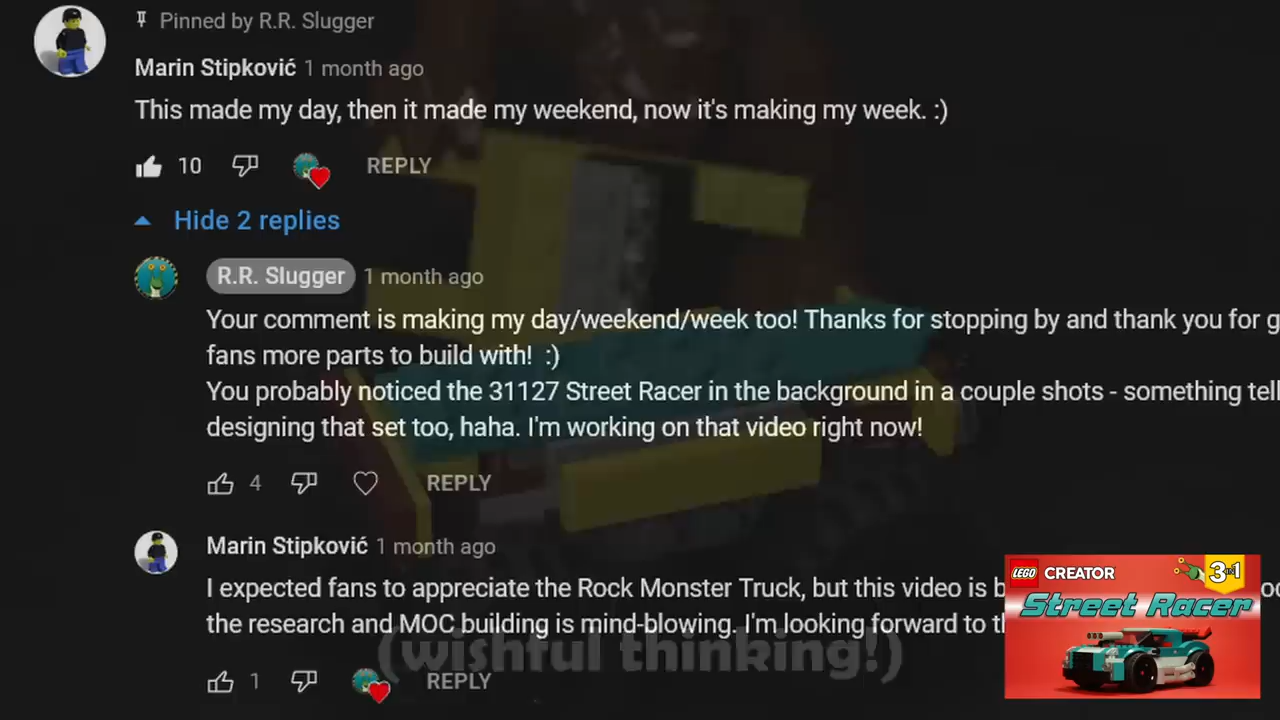 Pinned by R.R. Slugger
Marin Stipković 1 month ago
This made my day, then it made my weekend, now it's making my week. :)
10 REPLY
Hide 2 replies
R.R. Slugger 1 month ago
Your comment is making my day/weekend/week too! Thanks for stopping by and thank you for g
fans more parts to build with! :)
You probably noticed the 31127 Street Racer in the background in a couple shots - something tell
designing that set too, haha. I'm working on that video right now!
4 REPLY
Marin Stipković 1 month ago
I expected fans to appreciate the Rock Monster Truck, but this video is b
the research and MOC building is mind-blowing. I'm looking forward to th
(wishful thinking!)
1 REPLY
LEGO CREATOR 3in1
Street Racer